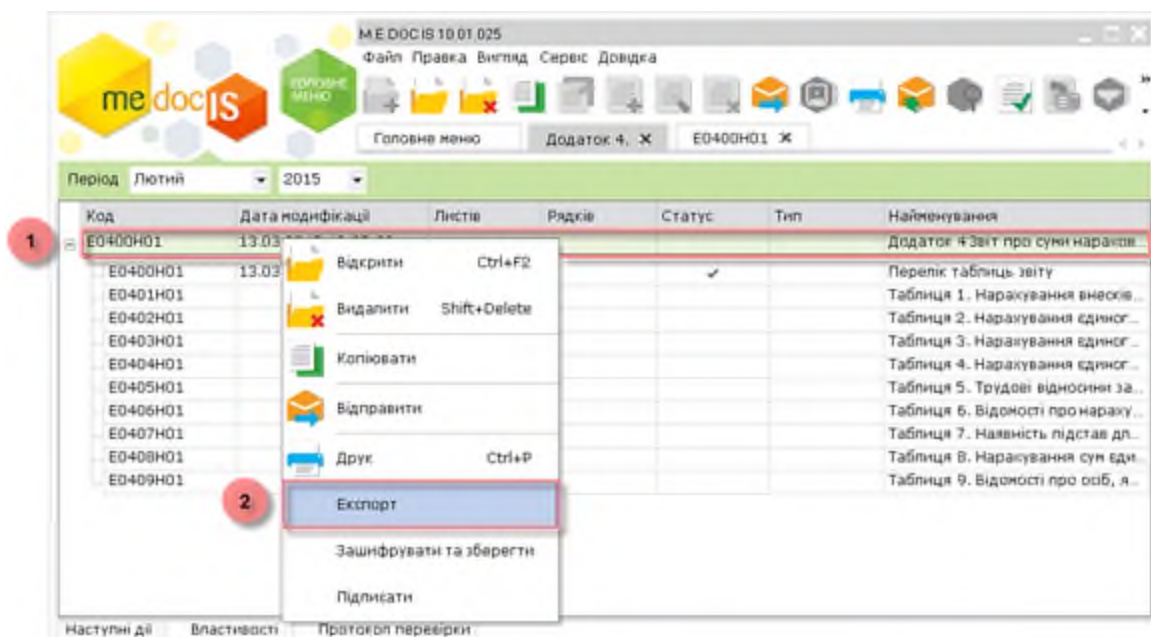 M.E.DOC IS 10.01.025
Файл Правка Вигляд Сервіс Довідка
me doc IS
ГОЛОВНЕ МЕНЮ
Головне меню Додаток 4, E0400H01
Період Лютий 2015
Код Дата модифікації Листів Рядків Статус Тип Найменування
1 E0400H01 13.03 Додаток 4 Звіт про суми нарахов...
E0400H01 13.03 Перелік таблиць звіту
E0401H01 Таблиця 1. Нарахування внесків...
E0402H01 Таблиця 2. Нарахування єдиног...
E0403H01 Таблиця 3. Нарахування єдиног...
E0404H01 Таблиця 4. Нарахування єдиног...
E0405H01 Таблиця 5. Трудові відносини за...
E0406H01 Таблиця 6. Відомості про нараху...
E0407H01 Таблиця 7. Наявність підстав дл...
E0408H01 Таблиця 8. Нарахування сум єди...
E0409H01 Таблиця 9. Відомості про осіб, я...
Відкрити Ctrl+F2
Видалити Shift+Delete
Копіювати
Відправити
Друк Ctrl+P
2 Експорт
Зашифрувати та зберегти
Підписати
Наступні дії Властивості Протокол перевірки